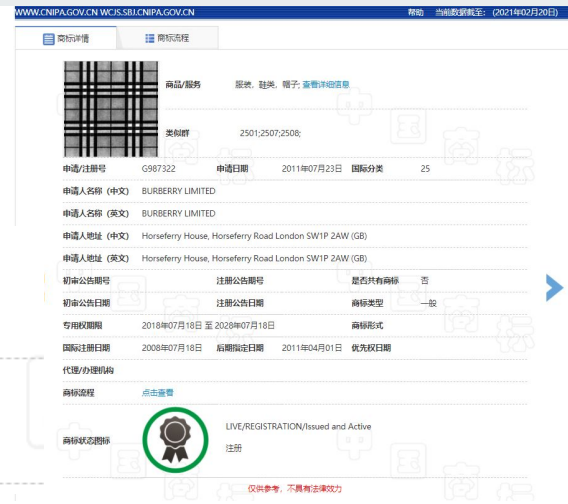 WWW.CNIPA.GOV.CN WCJS.SBJ.CNIPA.GOV.CN 帮助 当前数据截至: (2021年02月20日)
商标详情 商标流程
商品/服务 服装, 鞋类, 帽子; 查看详细信息
类似群 2501;2507;2508;
申请/注册号 G987322 申请日期 2011年07月23日 国际分类 25
申请人名称 (中文) BURBERRY LIMITED
申请人名称 (英文) BURBERRY LIMITED
申请人地址 (中文) Horseferry House, Horseferry Road London SW1P 2AW (GB)
申请人地址 (英文) Horseferry House, Horseferry Road London SW1P 2AW (GB)
初审公告期号 注册公告期号 是否共有商标 否
初审公告日期 注册公告日期 商标类型 一般
专用权期限 2018年07月18日 至 2028年07月18日 商标形式
国际注册日期 2008年07月18日 后期指定日期 2011年04月01日 优先权日期
代理/办理机构
商标流程 点击查看
商标状态图标 LIVE/REGISTRATION/Issued and Active
注册
仅供参考, 不具有法律效力